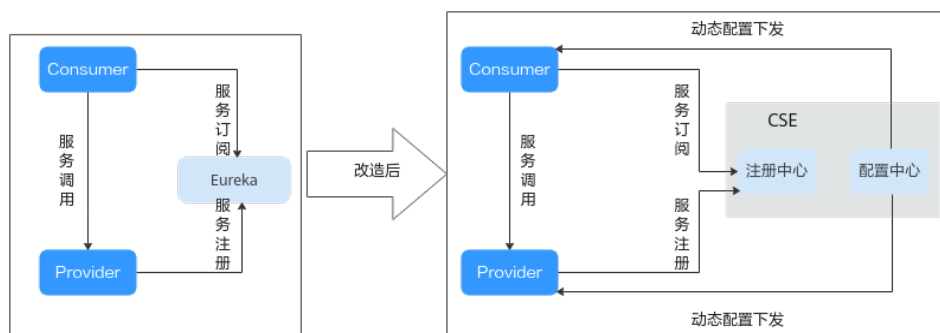 Consumer
服务订阅
服务调用
Eureka
服务注册
Provider
改造后
动态配置下发
Consumer
服务订阅
CSE
注册中心
配置中心
服务调用
服务注册
Provider
动态配置下发